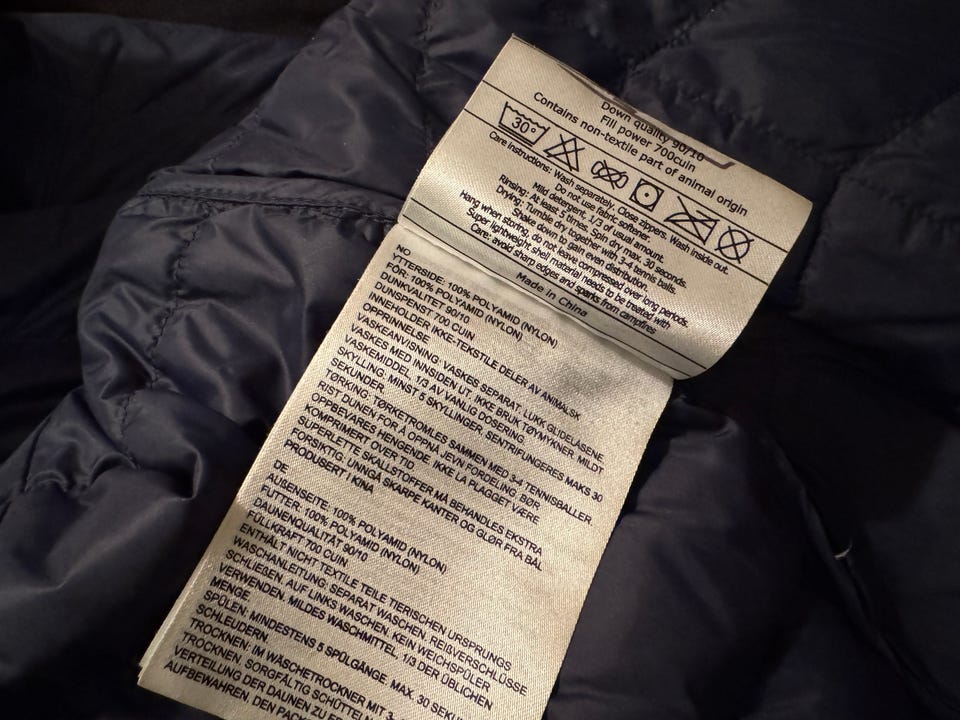 Down quality 90/10
Fill power 700cuin
Contains non-textile part of animal origin
30°
Care instructions: Wash separately. Close zippers. Wash inside out.
Do not use fabric softener.
Mild detergent, 1/3 of usual amount.
Rinsing: At least 5 times. Spin dry max. 30 seconds.
Drying: Tumble dry together with 3-4 tennis balls.
Shake down to gain even distribution.
Hang when storing, do not leave compressed over long periods.
Super lightweight shell material needs to be treated with
Care: avoid sharp edges and sparks from campfires
Made in China
NO
YTTERSIDE: 100% POLYAMID (NYLON)
FÔR: 100% POLYAMID (NYLON)
DUNKVALITET: 90/10
DUNSPENST 700 CUIN
INNEHOLDER IKKE-TEKSTILE DELER AV ANIMALSK
OPPRINNELSE
VASKEANVISNING: VASKES SEPARAT. LUKK GLIDELÅSENE.
VASKES MED INNSIDEN UT. IKKE BRUK TØYMYKNER. MILDT
VASKEMIDDEL, 1/3 AV VANLIG DOSERING.
SKYLLING: MINST 5 SKYLLINGER, SENTRIFUNGERES MAKS 30
SEKUNDER.
TØRKING: TØRKETROMLES SAMMEN MED 3-4 TENNISBALLER.
RIST DUNEN FOR Å OPPNÅ JEVN FORDELING. BØR
OPPBEVARES HENGENDE. IKKE LA PLAGGET VÆRE
KOMPRIMERT OVER TID
SUPERLETTE SKALLSTOFFER MÅ BEHANDLES EKSTRA
FORSIKTIG. UNNGÅ SKARPE KANTER OG GLØR FRA BÅL
PRODUSERT I KINA
DE
AUßENSEITE: 100% POLYAMID (NYLON)
FUTTER: 100% POLYAMID (NYLON)
DAUNENQUALITÄT 90/10
FÜLLKRAFT 700 CUIN
ENTHÄLT NICHT TEXTILE TEILE TIERISCHEN URSPRUNGS
WASCHANLEITUNG: SEPARAT WASCHEN. REIßVERSCHLÜSSE
SCHLIEßEN. AUF LINKS WASCHEN. KEIN WEICHSPÜLER
VERWENDEN. MILDES WASCHMITTEL, 1/3 DER ÜBLICHEN
MENGE.
SPÜLEN: MINDESTENS 5 SPÜLGÄNGE. MAX. 30 SEKU
SCHLEUDERN.
TROCKNEN: IM WÄSCHETROCKNER MIT 3-
TROCKNEN. SORGFÄLTIG SCHÜTTEL
VERTEILUNG DER DAUNEN ZU ER
AUFBEWAHREN. DEN PACK